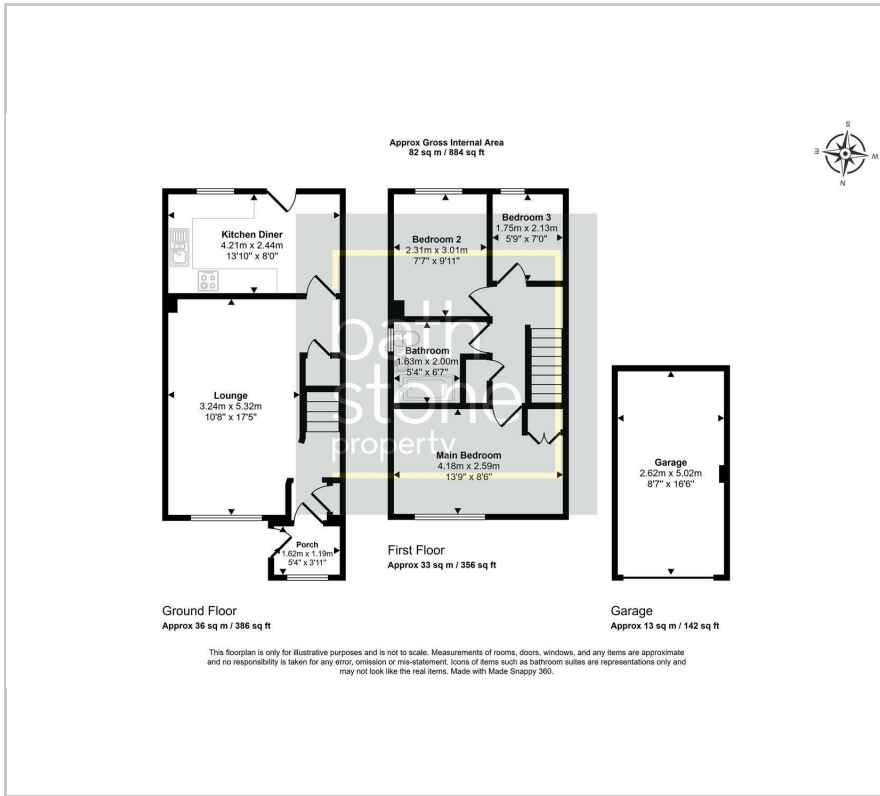 Approx Gross Internal Area
82 sq m / 884 sq ft
S
E
W
N
Kitchen Diner
4.21m x 2.44m
13'10" x 8'0"
Lounge
3.24m x 5.32m
10'8" x 17'5"
Porch
1.62m x 1.19m
5'4" x 3'11"
Bedroom 2
2.31m x 3.01m
7'7" x 9'11"
Bedroom 3
1.75m x 2.13m
5'9" x 7'0"
Bathroom
1.63m x 2.00m
5'4" x 6'7"
Main Bedroom
4.18m x 2.59m
13'9" x 8'6"
Garage
2.62m x 5.02m
8'7" x 16'6"
bath
stone
property
Ground Floor
Approx 36 sq m / 386 sq ft
First Floor
Approx 33 sq m / 356 sq ft
Garage
Approx 13 sq m / 142 sq ft
This floorplan is only for illustrative purposes and is not to scale. Measurements of rooms, doors, windows, and any items are approximate
and no responsibility is taken for any error, omission or mis-statement. Icons of items such as bathroom suites are representations only and
may not look like the real items. Made with Made Snappy 360.